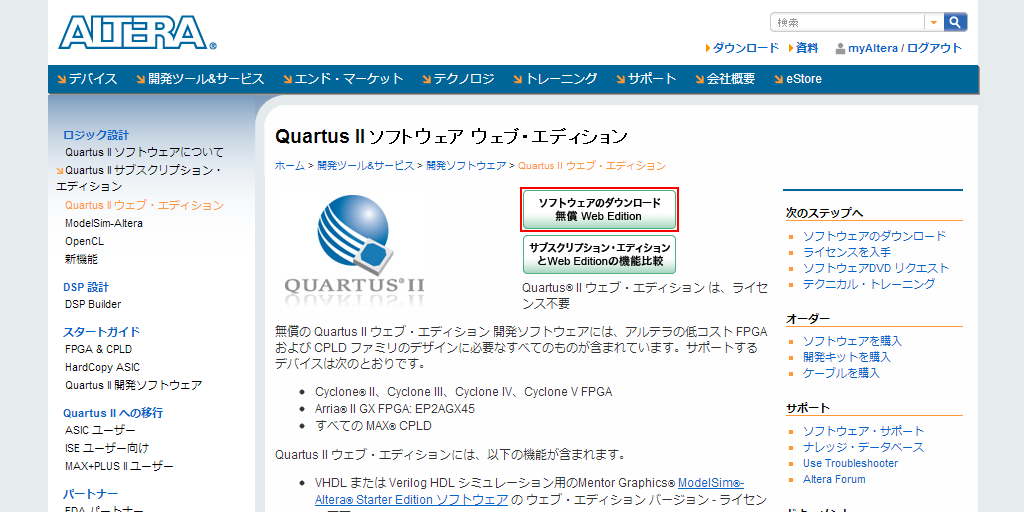 ALTERA®
検索
ダウンロード 資料 myAltera / ログアウト
デバイス 開発ツール&サービス エンド・マーケット テクノロジ トレーニング サポート 会社概要 eStore
ロジック設計
Quartus II ソフトウェアについて
Quartus II サブスクリプション・
エディション
Quartus II ウェブ・エディション
ModelSim-Altera
OpenCL
新機能
DSP 設計
DSP Builder
スタートガイド
FPGA & CPLD
HardCopy ASIC
Quartus II 開発ソフトウェア
Quartus II への移行
ASIC ユーザー
ISE ユーザー向け
MAX+PLUS II ユーザー
パートナー
EDA パートナー
Quartus II ソフトウェア ウェブ・エディション
ホーム > 開発ツール&サービス > 開発ソフトウェア > Quartus II ウェブ・エディション
QUARTUS® II
ソフトウェアのダウンロード
無償 Web Edition
サブスクリプション・エディション
とWeb Editionの機能比較
Quartus® II ウェブ・エディション は、ライセ
ンス不要
無償の Quartus II ウェブ・エディション 開発ソフトウェアには、アルテラの低コスト FPGA
および CPLD ファミリのデザインに必要なすべてのものが含まれています。サポートする
デバイスは次のとおりです。
• Cyclone® II、Cyclone III、Cyclone IV、Cyclone V FPGA
• Arria® II GX FPGA: EP2AGX45
• すべての MAX® CPLD
Quartus II ウェブ・エディションには、以下の機能が含まれます。
• VHDL または Verilog HDL シミュレーション用のMentor Graphics® ModelSim®-
Altera® Starter Edition ソフトウェア の ウェブ・エディション バージョン - ライセン
次のステップへ
ソフトウェアのダウンロード
ライセンスを入手
ソフトウェアDVD リクエスト
テクニカル・トレーニング
オーダー
ソフトウェアを購入
開発キットを購入
ケーブルを購入
サポート
ソフトウェア・サポート
ナレッジ・データベース
Use Troubleshooter
Altera Forum